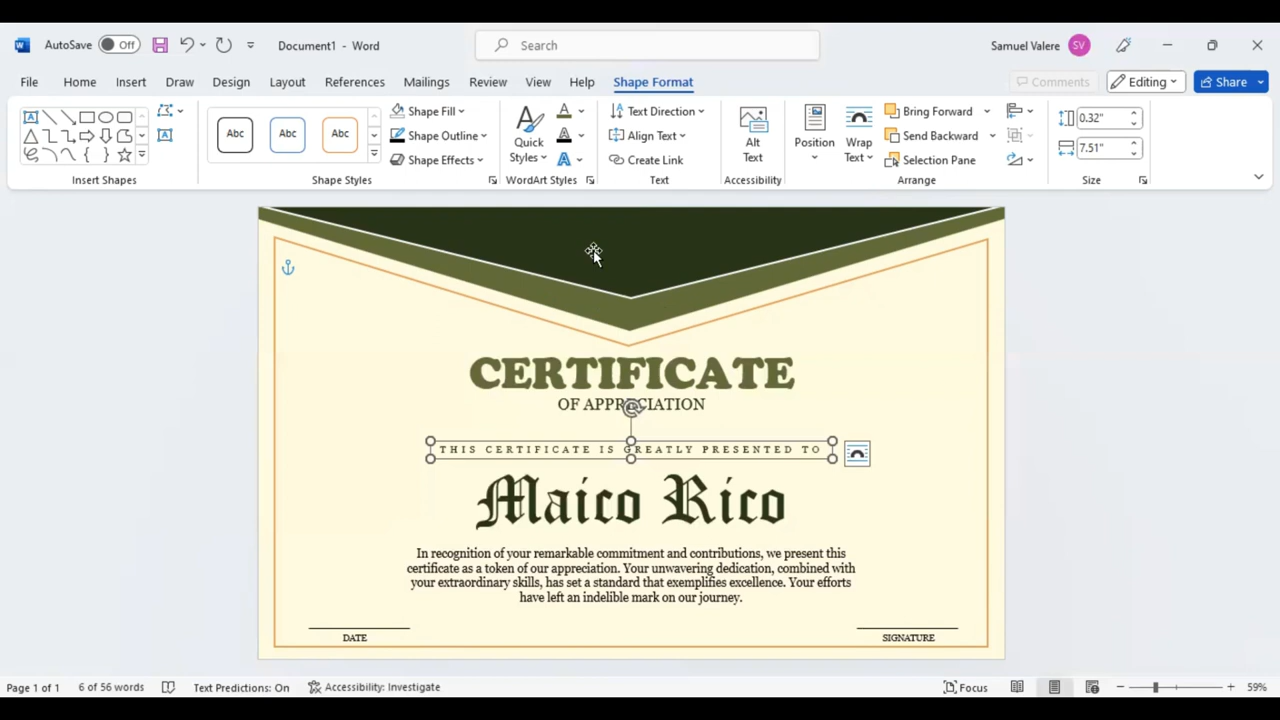 AutoSave Off Document1 - Word Search Samuel Valere SV
File Home Insert Draw Design Layout References Mailings Review View Help Shape Format Comments Editing Share
Abc Abc Abc
Shape Fill
Shape Outline
Shape Effects
Quick Styles
A
A
A
Text Direction
Align Text
Create Link
Alt Text
Position
Wrap Text
Bring Forward
Send Backward
Selection Pane
0.32"
7.51"
Insert Shapes Shape Styles WordArt Styles Text Accessibility Arrange Size
CERTIFICATE
OF APPRECIATION
THIS CERTIFICATE IS GREATLY PRESENTED TO
Maico Rico
In recognition of your remarkable commitment and contributions, we present this
certificate as a token of our appreciation. Your unwavering dedication, combined with
your extraordinary skills, has set a standard that exemplifies excellence. Your efforts
have left an indelible mark on our journey.
DATE SIGNATURE
Page 1 of 1 6 of 56 words Text Predictions: On Accessibility: Investigate Focus 59%